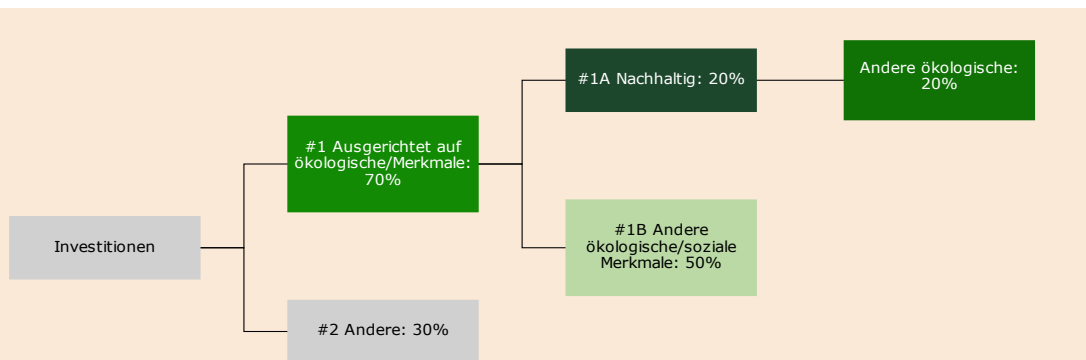 Investitionen
#1 Ausgerichtet auf
ökologische/Merkmale:
70%
#2 Andere: 30%
#1A Nachhaltig: 20%
#1B Andere
ökologische/soziale
Merkmale: 50%
Andere ökologische:
20%